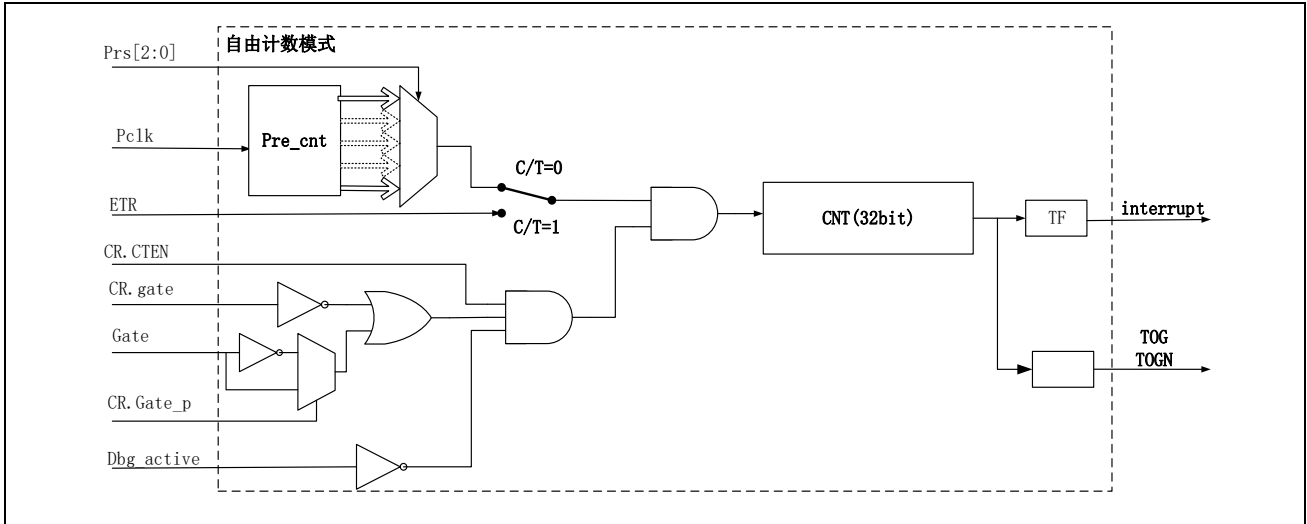 自由计数模式
Prs[2:0]
Pclk
Pre_cnt
C/T=0
ETR
C/T=1
CNT(32bit)
TF
interrupt
CR.CTEN
CR.gate
Gate
TOG
TOGN
CR.Gate_p
Dbg_active